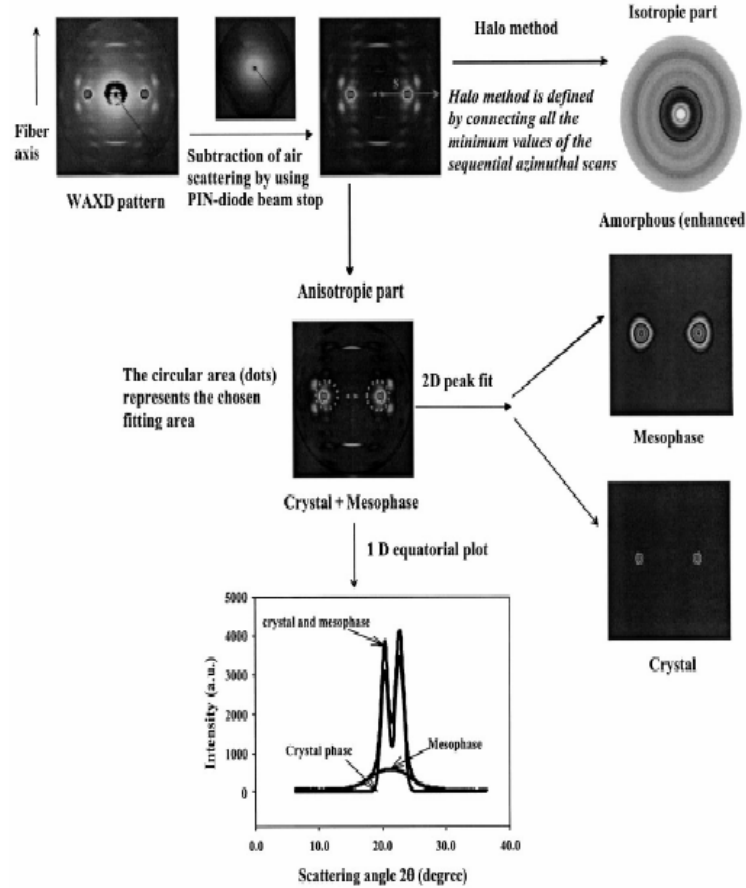 Halo method
Isotropic part
Fiber
axis
WAXD pattern
Subtraction of air
scattering by using
PIN-diode beam stop
S
Halo method is defined
by connecting all the
minimum values of the
sequential azimuthal scans
Amorphous (enhanced
Anisotropic part
The circular area (dots)
represents the chosen
fitting area
2D peak fit
Mesophase
Crystal + Mesophase
1 D equatorial plot
Crystal
5000
4000
3000
2000
1000
0
Intensity (a.u.)
crystal and mesophase
Crystal phase
Mesophase
0.0 10.0 20.0 30.0 40.0
Scattering angle 2θ (degree)